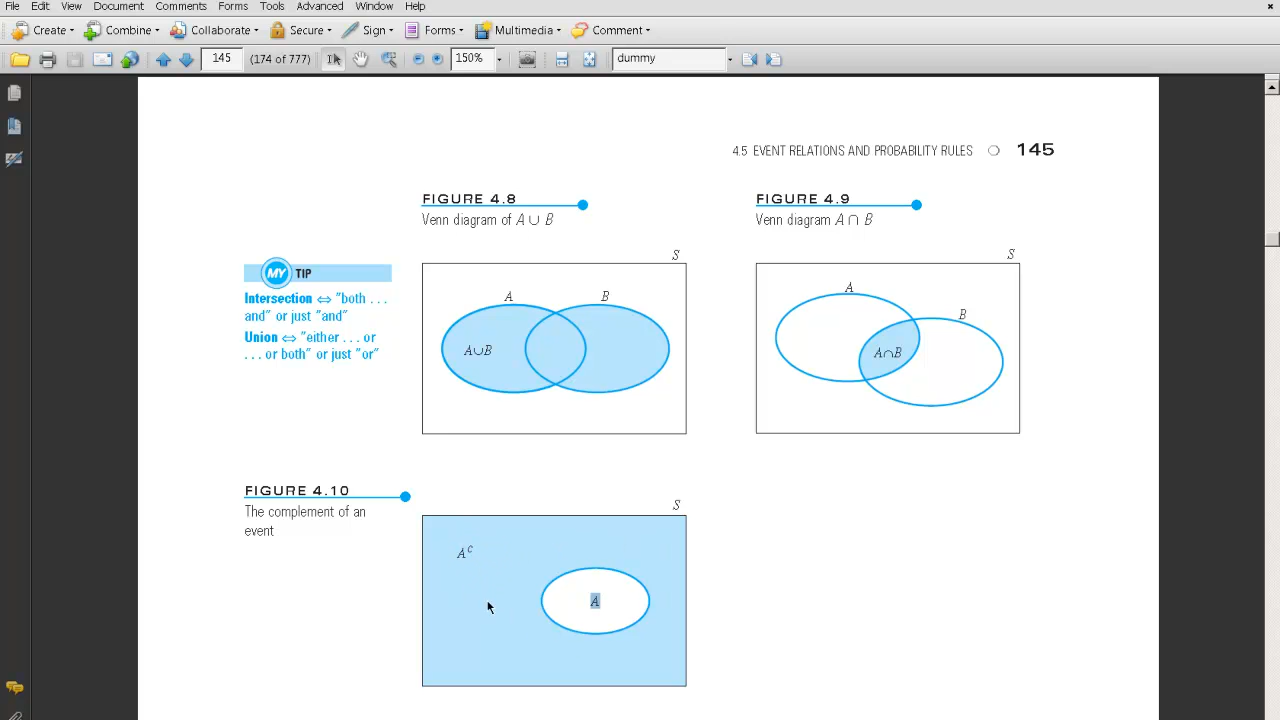 File Edit View Document Comments Forms Tools Advanced Window Help
Create Combine Collaborate Secure Sign Forms Multimedia Comment
145 (174 of 777) 150% dummy
4.5 EVENT RELATIONS AND PROBABILITY RULES 145
FIGURE 4.8
Venn diagram of A ∪ B
FIGURE 4.9
Venn diagram A ∩ B
MY TIP
Intersection ⇔ "both . . .
and" or just "and"
Union ⇔ "either . . . or
. . . or both" or just "or"
S
A B
A∪B
S
A
B
A∩B
FIGURE 4.10
The complement of an
event
S
Aᶜ
A